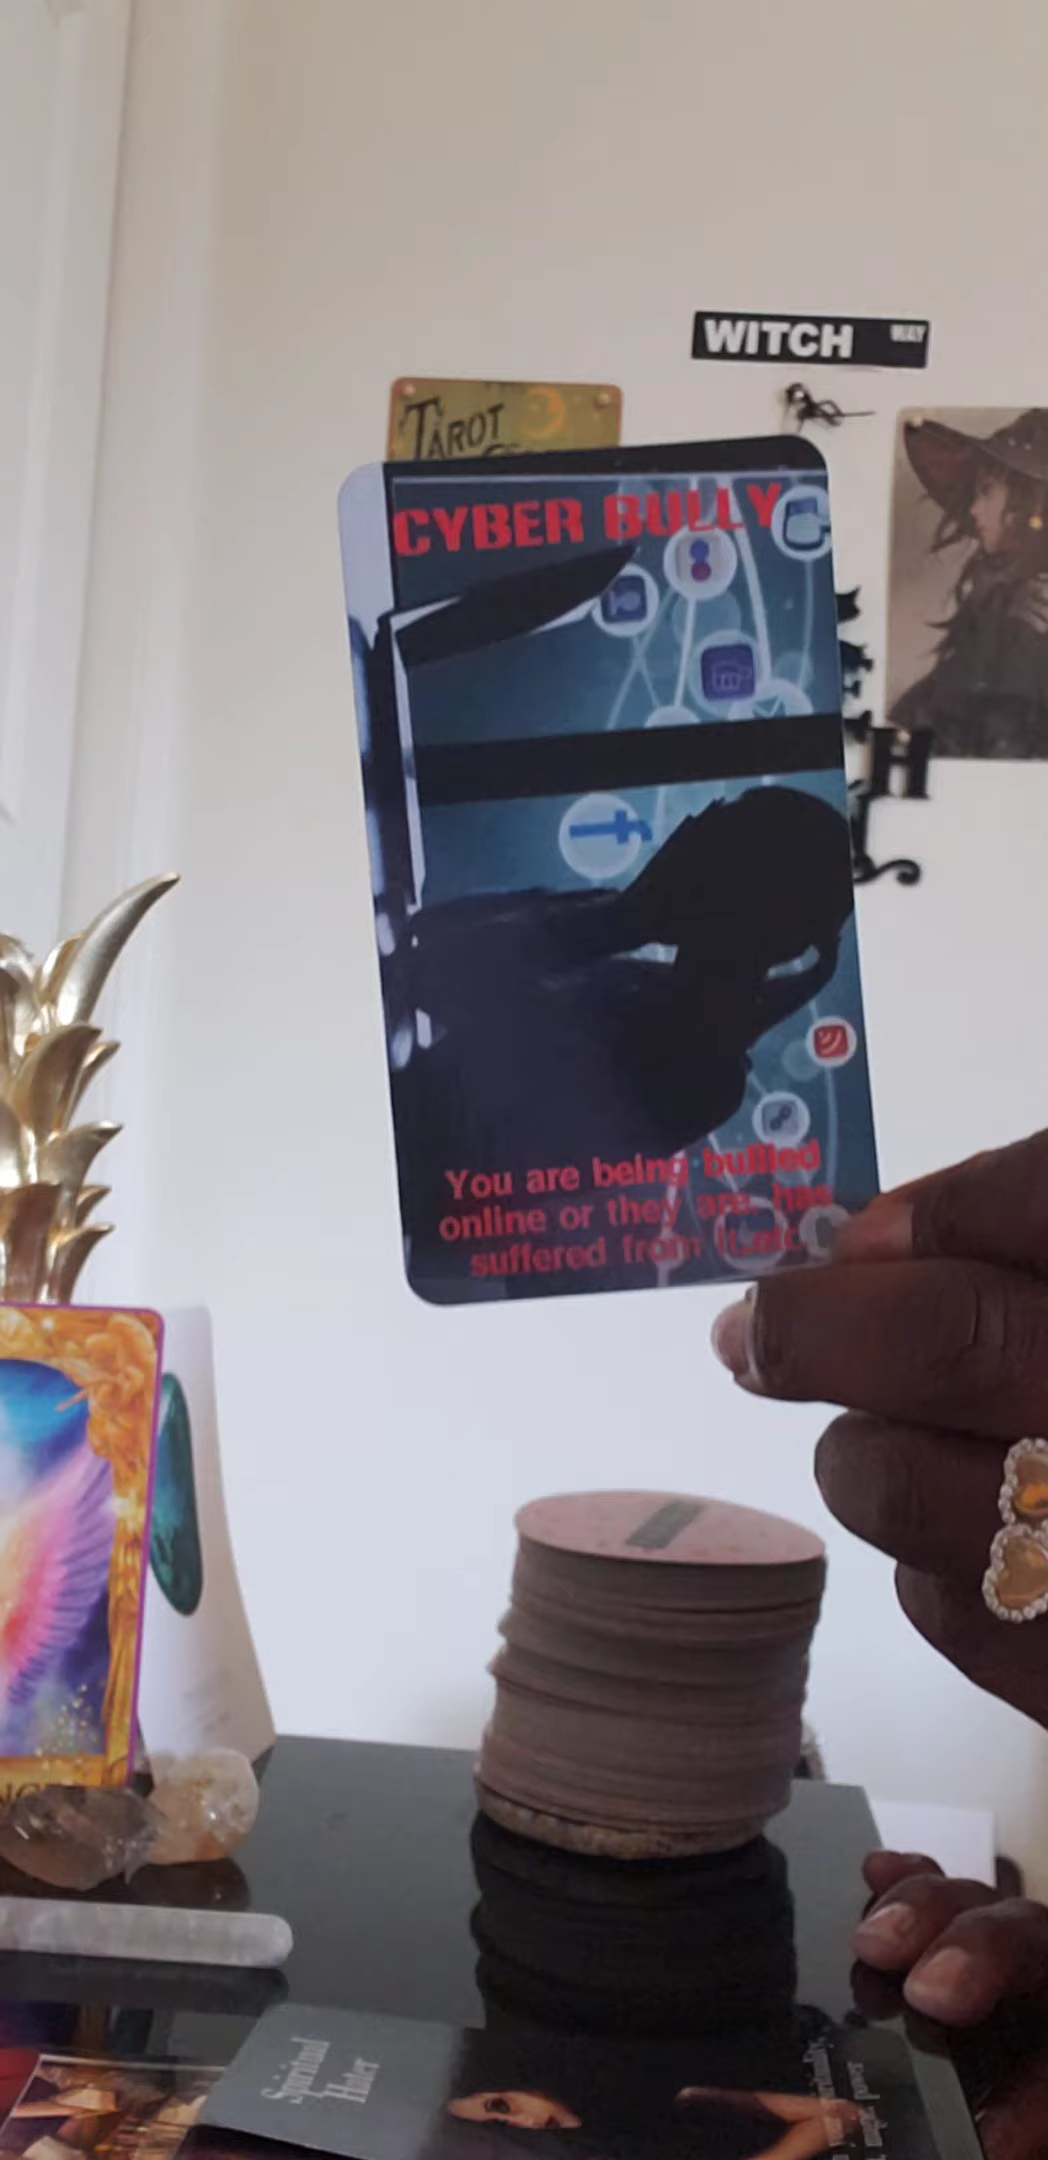 WITCH WAY
TAROT
CYBER BULLY
f
H
You are being bullied
online or they are, has
suffered from it..etc.
Spiritual
Hater